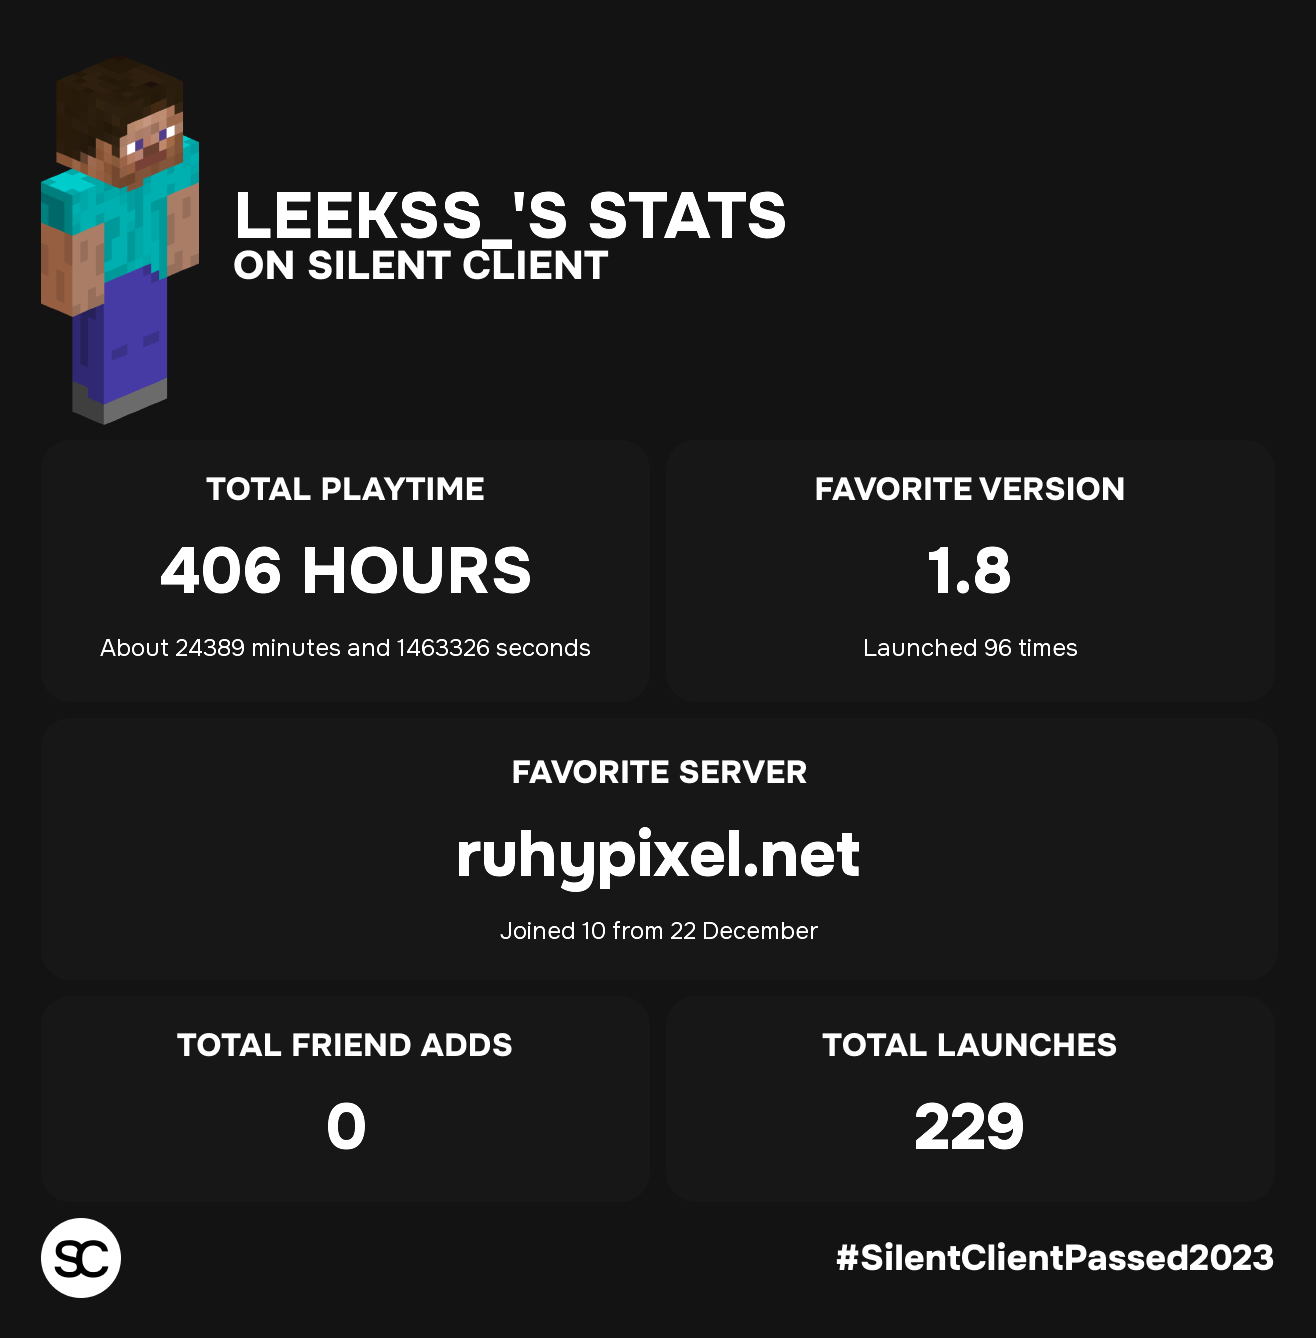 LEEKSS_'S STATS
ON SILENT CLIENT
TOTAL PLAYTIME
406 HOURS
About 24389 minutes and 1463326 seconds
FAVORITE VERSION
1.8
Launched 96 times
FAVORITE SERVER
ruhypixel.net
Joined 10 from 22 December
TOTAL FRIEND ADDS
0
TOTAL LAUNCHES
229
SC
#SilentClientPassed2023